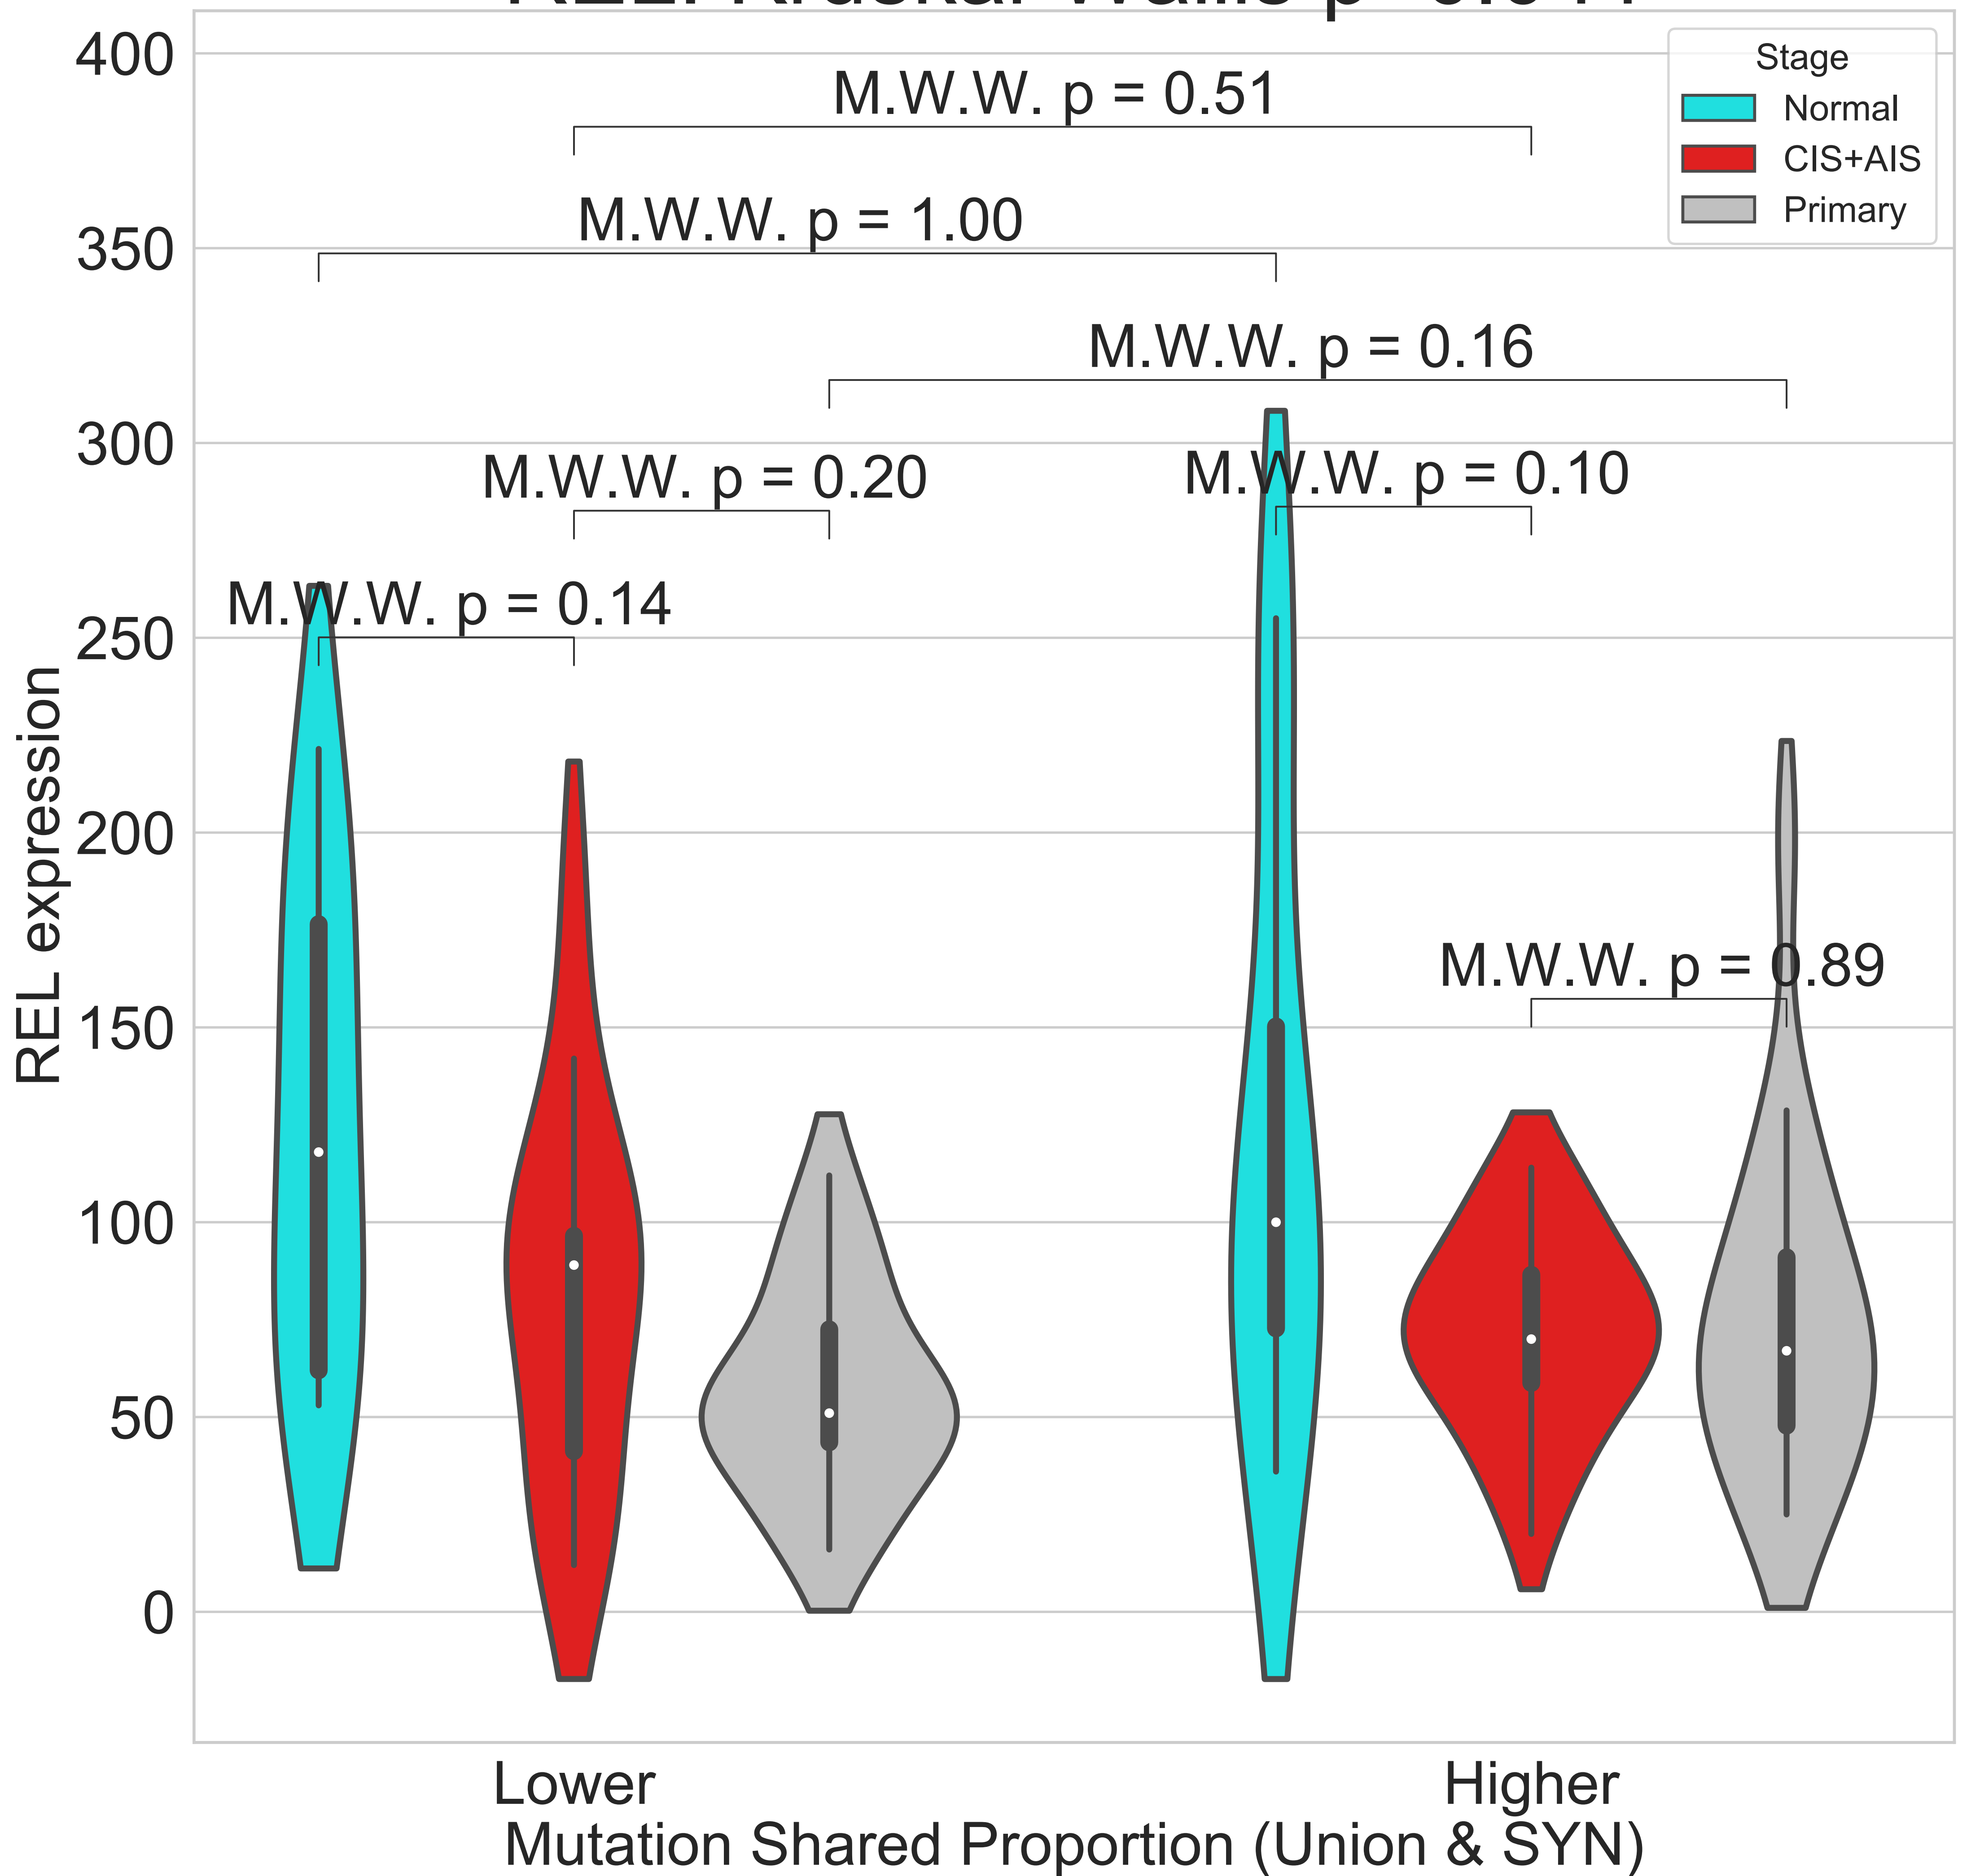 400
350
300
250
200
150
100
50
0
REL expression
M.W.W. p = 0.51
M.W.W. p = 1.00
M.W.W. p = 0.16
M.W.W. p = 0.20
M.W.W. p = 0.10
M.W.W. p = 0.14
M.W.W. p = 0.89
Stage
Normal
CIS+AIS
Primary
Lower
Higher
Mutation Shared Proportion (Union & SYN)